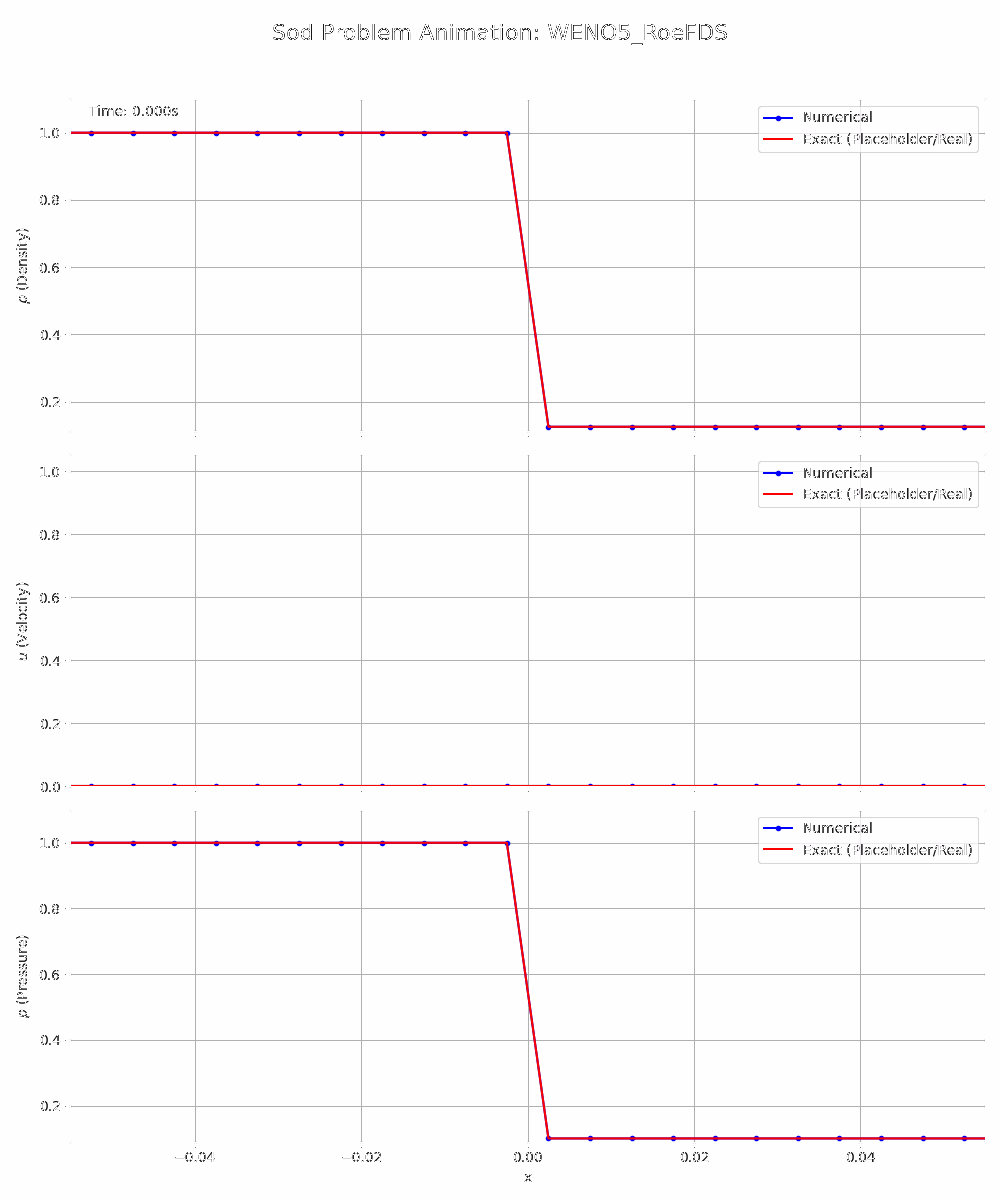 Sod Problem Animation: WENO5_RoeFDS
Time: 0.000s
Numerical
Exact (Placeholder/Real)
1.0
0.8
0.6
0.4
0.2
ρ (Density)
Numerical
Exact (Placeholder/Real)
1.0
0.8
0.6
0.4
0.2
0.0
u (Velocity)
Numerical
Exact (Placeholder/Real)
1.0
0.8
0.6
0.4
0.2
p (Pressure)
−0.04 −0.02 0.00 0.02 0.04
x